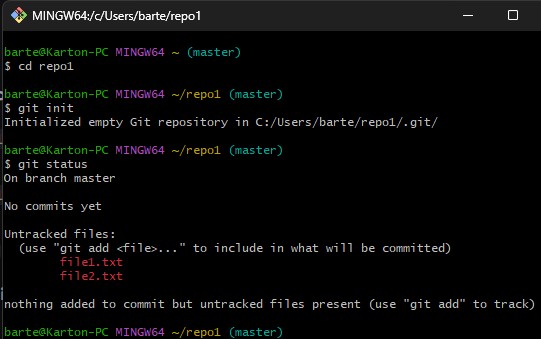 MINGW64:/c/Users/barte/repo1
barte@Karton-PC MINGW64 ~ (master)
$ cd repo1
barte@Karton-PC MINGW64 ~/repo1 (master)
$ git init
Initialized empty Git repository in C:/Users/barte/repo1/.git/
barte@Karton-PC MINGW64 ~/repo1 (master)
$ git status
On branch master
No commits yet
Untracked files:
(use "git add <file>..." to include in what will be committed)
file1.txt
file2.txt
nothing added to commit but untracked files present (use "git add" to track)
barte@Karton-PC MINGW64 ~/repo1 (master)